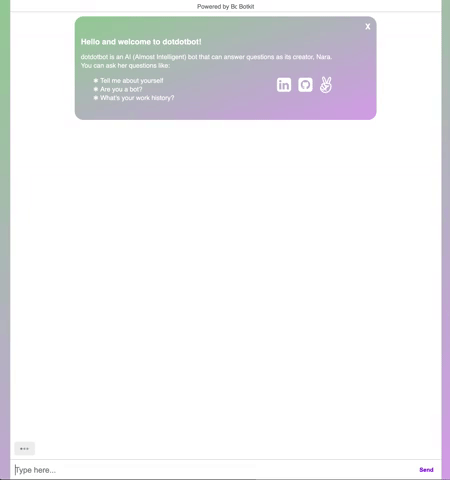 Powered by Botkit
X
Hello and welcome to dotdotbot!
dotdotbot is an AI (Almost Intelligent) bot that can answer questions as its creator, Nara.
You can ask her questions like:
Tell me about yourself
Are you a bot?
What's your work history?
in
Type here...
Send